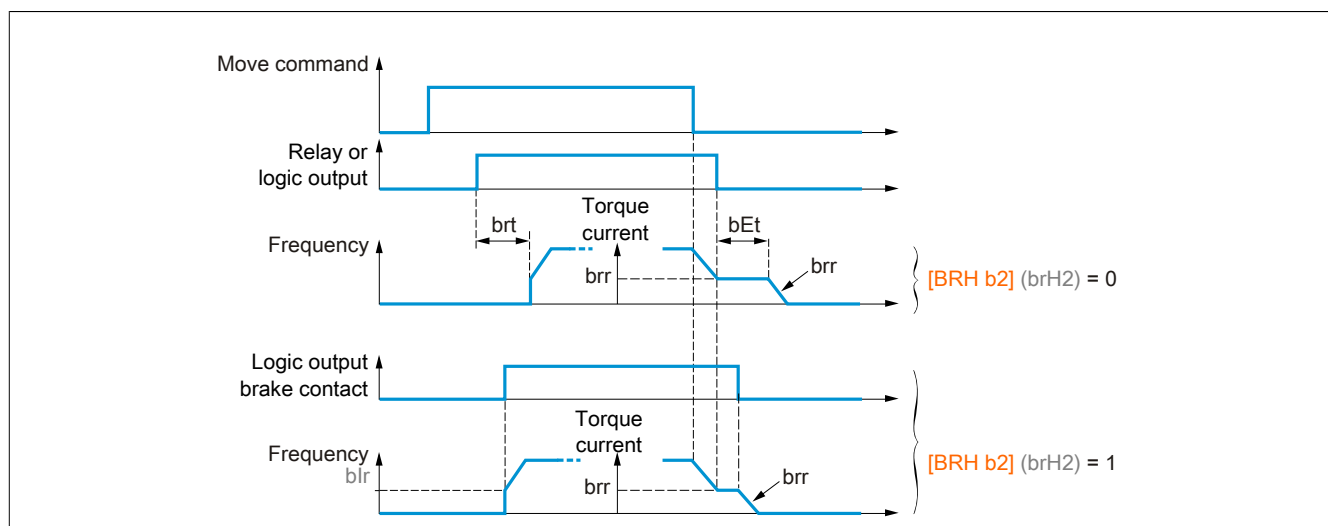 Move command
Relay or
logic output
Torque
current
brt
bEt
Frequency
brr
brr
[BRH b2] (brH2) = 0
Logic output
brake contact
Torque
current
Frequency
bIr
brr
brr
[BRH b2] (brH2) = 1